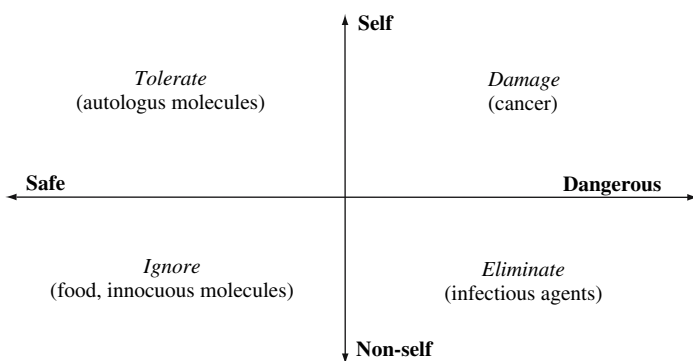 Self
Tolerate
(autologus molecules)
Damage
(cancer)
Safe
Dangerous
Ignore
(food, innocuous molecules)
Eliminate
(infectious agents)
Non-self